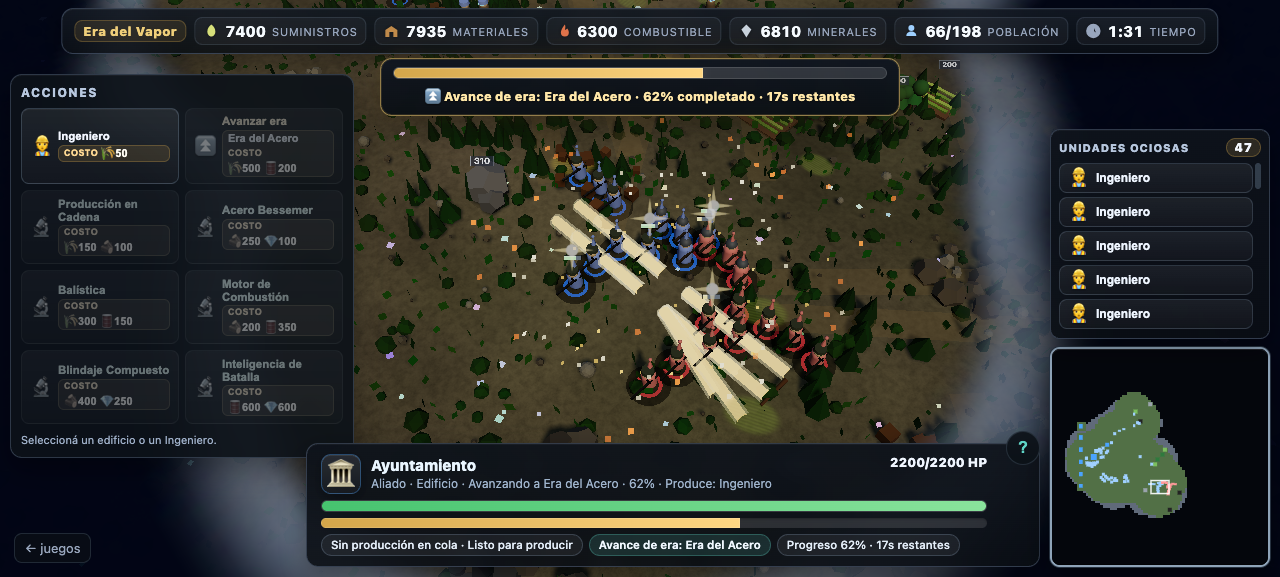 Era del Vapor
7400 SUMINISTROS
7935 MATERIALES
6300 COMBUSTIBLE
6810 MINERALES
66/198 POBLACIÓN
1:31 TIEMPO
Avance de era: Era del Acero · 62% completado · 17s restantes
200
310
ACCIONES
Ingeniero
COSTO
50
Avanzar era
Era del Acero
COSTO
500 200
Producción en
Cadena
COSTO
150 100
Acero Bessemer
COSTO
250 100
Balística
COSTO
300 150
Motor de
Combustión
COSTO
200 350
Blindaje Compuesto
COSTO
400 250
Inteligencia de
Batalla
COSTO
600 600
Seleccioná un edificio o un Ingeniero.
UNIDADES OCIOSAS 47
Ingeniero
Ingeniero
Ingeniero
Ingeniero
Ingeniero
?
Ayuntamiento
2200/2200 HP
Aliado · Edificio · Avanzando a Era del Acero · 62% · Produce: Ingeniero
Sin producción en cola · Listo para producir
Avance de era: Era del Acero
Progreso 62% · 17s restantes
← juegos